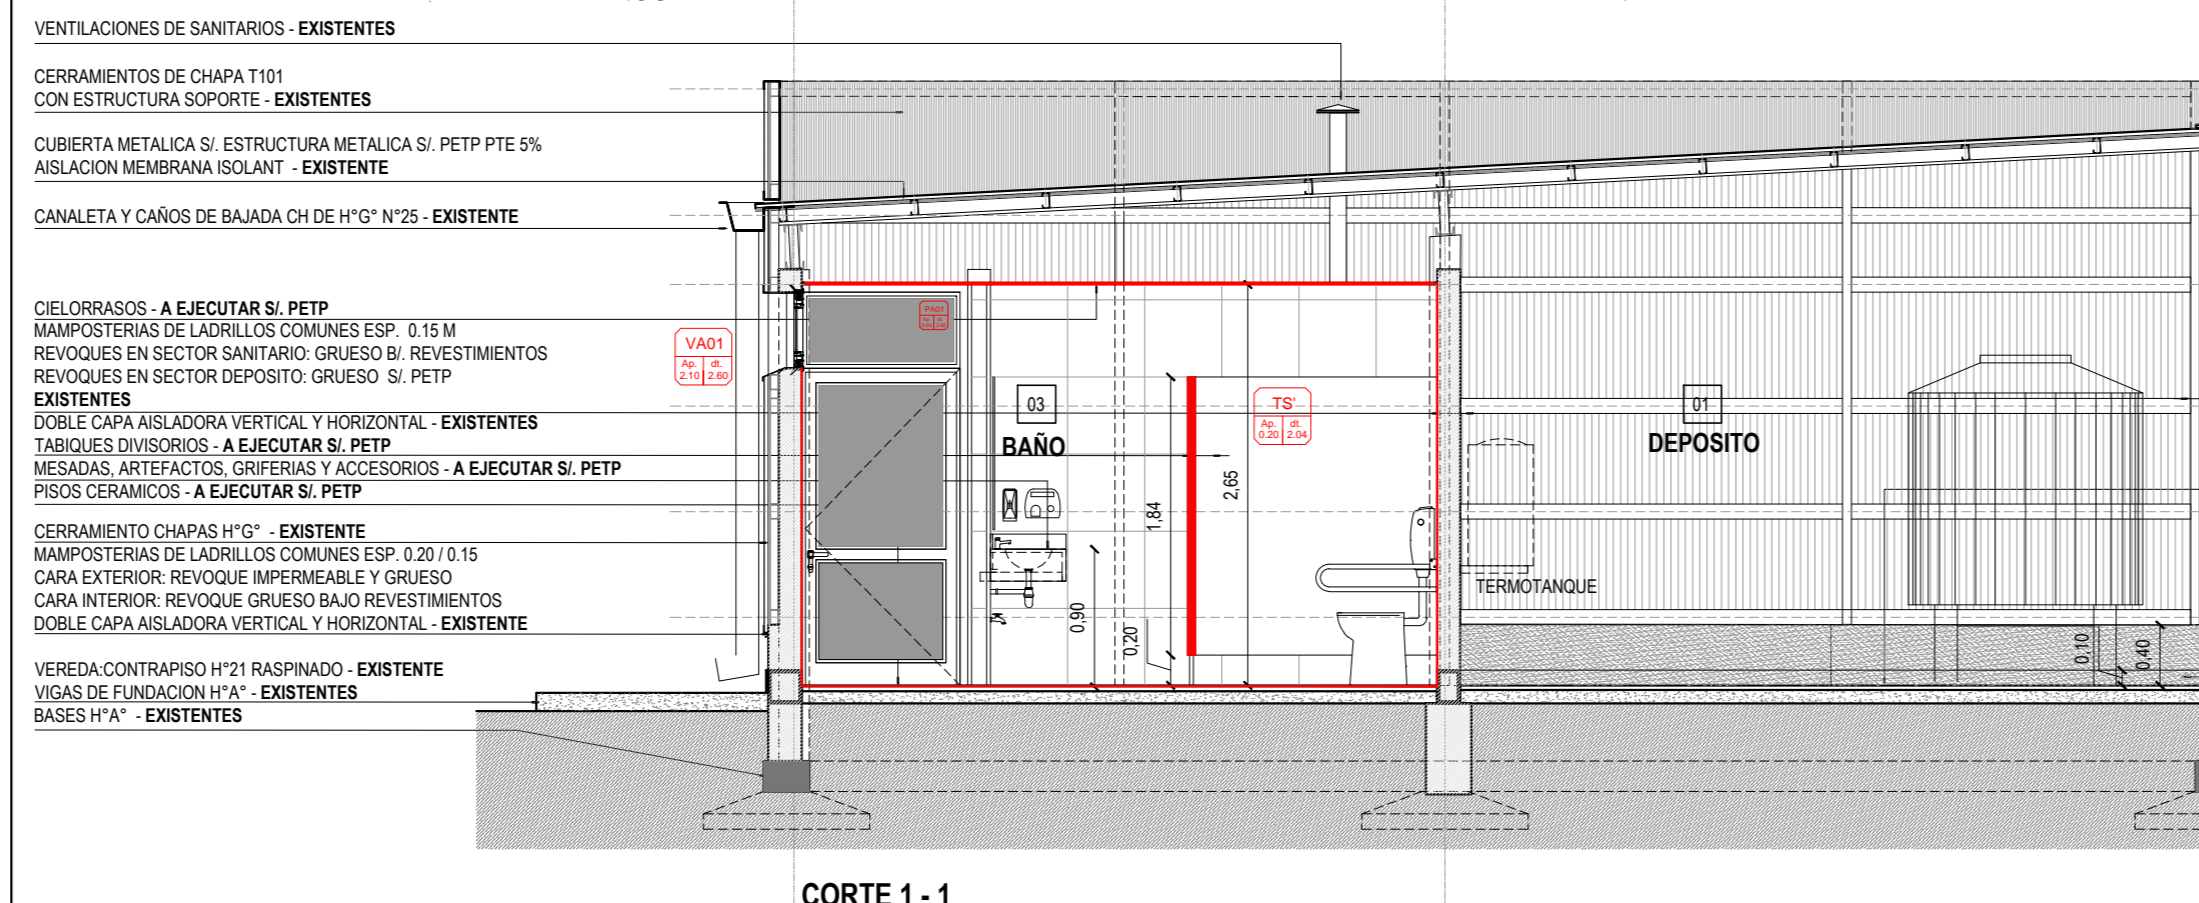 VENTILACIONES DE SANITARIOS - EXISTENTES
CERRAMIENTOS DE CHAPA T101
CON ESTRUCTURA SOPORTE - EXISTENTES
CUBIERTA METALICA S/. ESTRUCTURA METALICA S/. PETP PTE 5%
AISLACION MEMBRANA ISOLANT - EXISTENTE
CANALETA Y CAÑOS DE BAJADA CH DE H°G° N°25 - EXISTENTE
CIELORRASOS - A EJECUTAR S/. PETP
MAMPOSTERIAS DE LADRILLOS COMUNES ESP. 0.15 M
REVOQUES EN SECTOR SANITARIO: GRUESO B/. REVESTIMIENTOS
REVOQUES EN SECTOR DEPOSITO: GRUESO S/. PETP
EXISTENTES
DOBLE CAPA AISLADORA VERTICAL Y HORIZONTAL - EXISTENTES
TABIQUES DIVISORIOS - A EJECUTAR S/. PETP
MESADAS, ARTEFACTOS, GRIFERIAS Y ACCESORIOS - A EJECUTAR S/. PETP
PISOS CERAMICOS - A EJECUTAR S/. PETP
CERRAMIENTO CHAPAS H°G° - EXISTENTE
MAMPOSTERIAS DE LADRILLOS COMUNES ESP. 0.20 / 0.15
CARA EXTERIOR: REVOQUE IMPERMEABLE Y GRUESO
CARA INTERIOR: REVOQUE GRUESO BAJO REVESTIMIENTOS
DOBLE CAPA AISLADORA VERTICAL Y HORIZONTAL - EXISTENTE
VEREDA:CONTRAPISO H°21 RASPINADO - EXISTENTE
VIGAS DE FUNDACION H°A° - EXISTENTES
BASES H°A° - EXISTENTES
VA01
Ap. dt.
2.10 2.60
PA01
03
BAÑO
TS'
Ap. dt.
0.20 2.04
01
DEPOSITO
2,65
1,84
0,90
0,20
TERMOTANQUE
0,10
0,40
CORTE 1 - 1